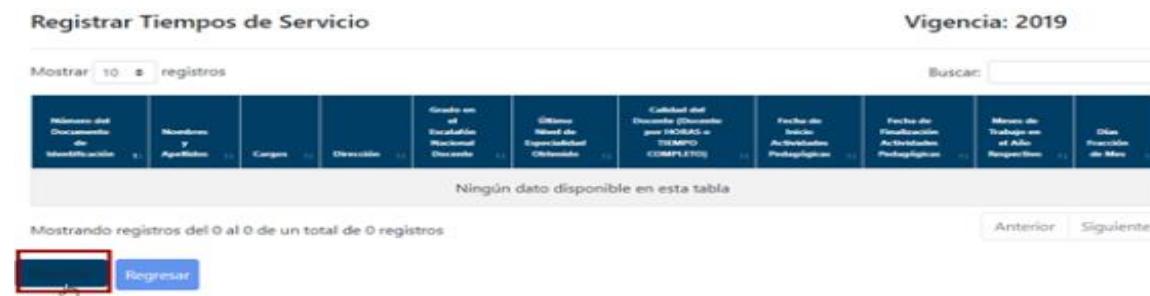 Registrar Tiempos de Servicio
Vigencia: 2019
Mostrar 10 registros
Buscar:
Número del Documento de Identificación
Nombres y Apellidos
Cargos
Dirección
Grado en el Escalafón Nacional Docente
Último Nivel de Especialidad Obtenido
Calidad del Docente (Docente por HORAS o TIEMPO COMPLETO)
Fecha de Inicio Actividades Pedagógicas
Fecha de Finalización Actividades Pedagógicas
Meses de Trabajo en el Año Respectivo
Días Fracción de Mes
Ningún dato disponible en esta tabla
Mostrando registros del 0 al 0 de un total de 0 registros
Anterior
Siguiente
Regresar